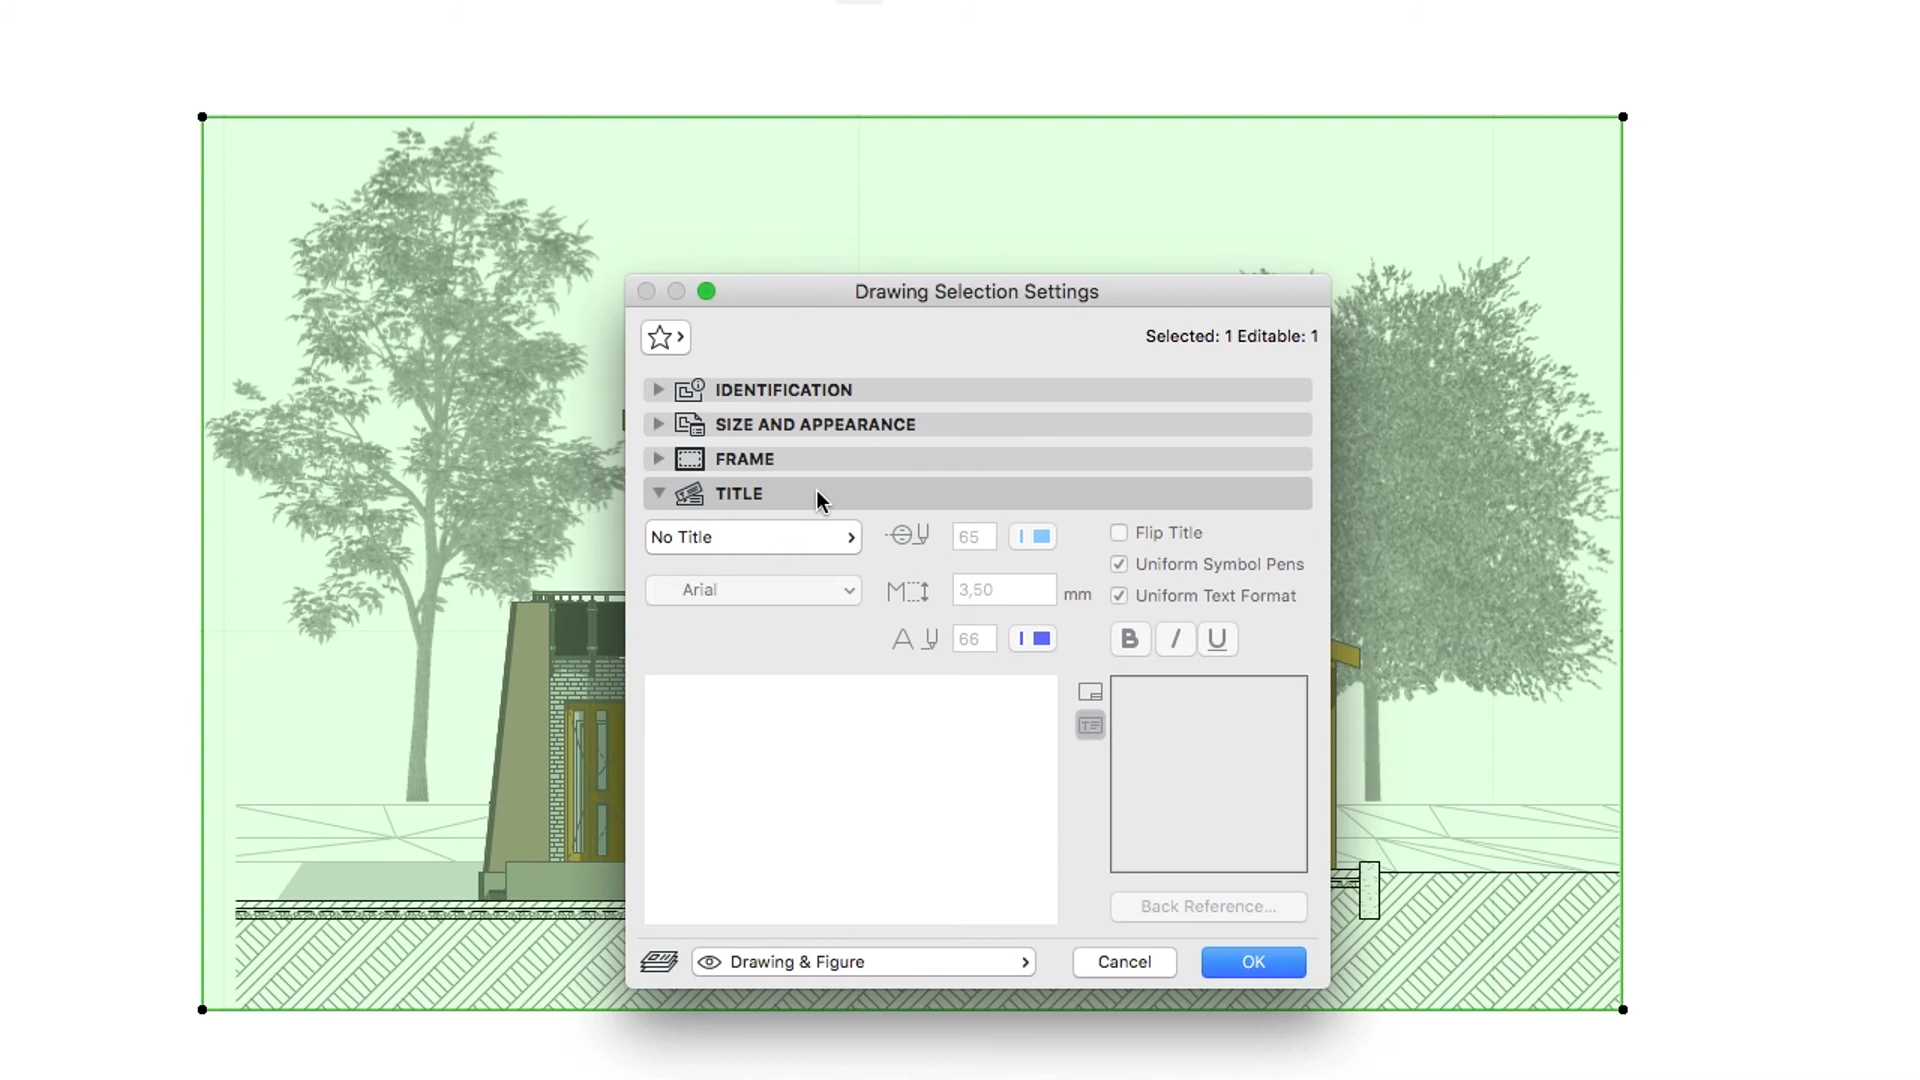 Drawing Selection Settings
Selected: 1 Editable: 1
IDENTIFICATION
SIZE AND APPEARANCE
FRAME
TITLE
No Title
65
Flip Title
Uniform Symbol Pens
Arial
M
3,50
mm
Uniform Text Format
A
66
B I U
Back Reference...
Drawing & Figure
Cancel
OK